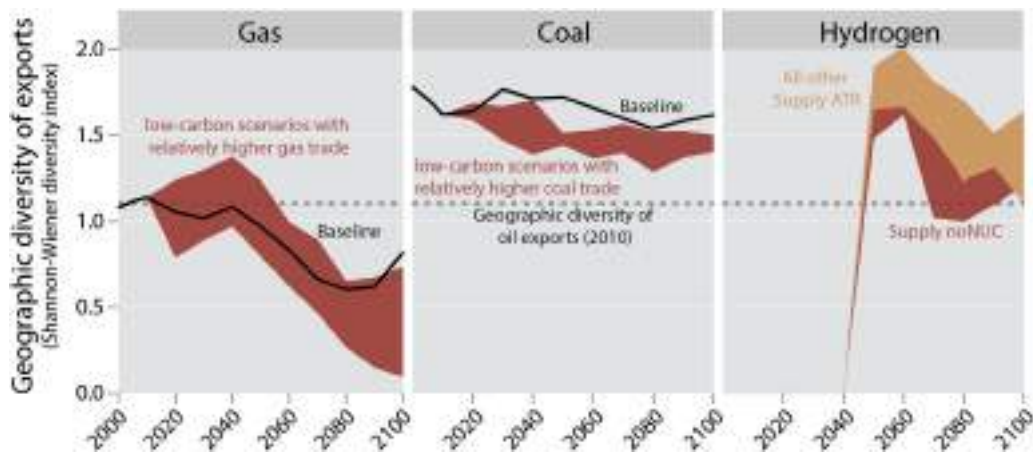 Geographic diversity of exports
(Shannon-Wiener diversity index)
Gas
Coal
Hydrogen
2.0
1.5
1.0
0.5
0.0
low-carbon scenarios with
relatively higher gas trade
Baseline
Baseline
low-carbon scenarios with
relatively higher coal trade
Geographic diversity of
oil exports (2010)
All other
Supply ATR
Supply noNUC
2000
2020
2040
2060
2080
2100
2020
2040
2060
2080
2100
2020
2040
2060
2080
2100